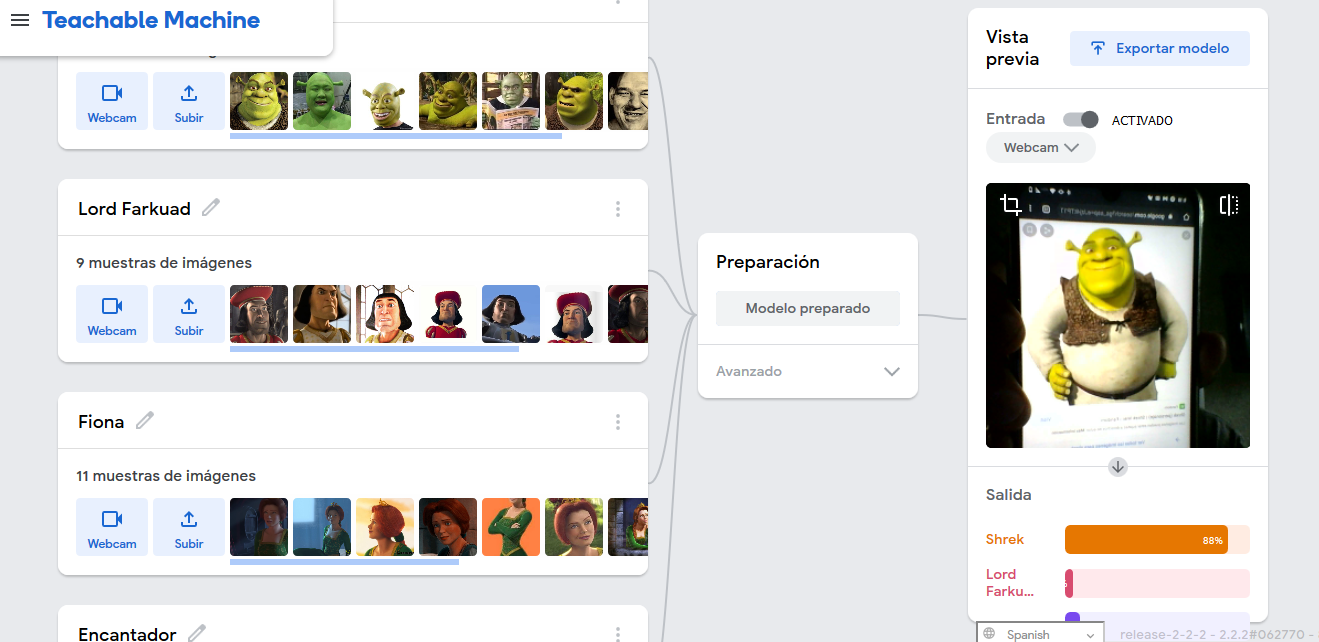 Teachable Machine
Webcam
Subir
Lord Farkuad
9 muestras de imágenes
Webcam
Subir
Fiona
11 muestras de imágenes
Webcam
Subir
Encantador
Preparación
Modelo preparado
Avanzado
Vista
previa
Exportar modelo
Entrada
ACTIVADO
Webcam
Salida
Shrek
88%
Lord
Farku...
Spanish
release-2-2-2 - 2.2.2#062770 -